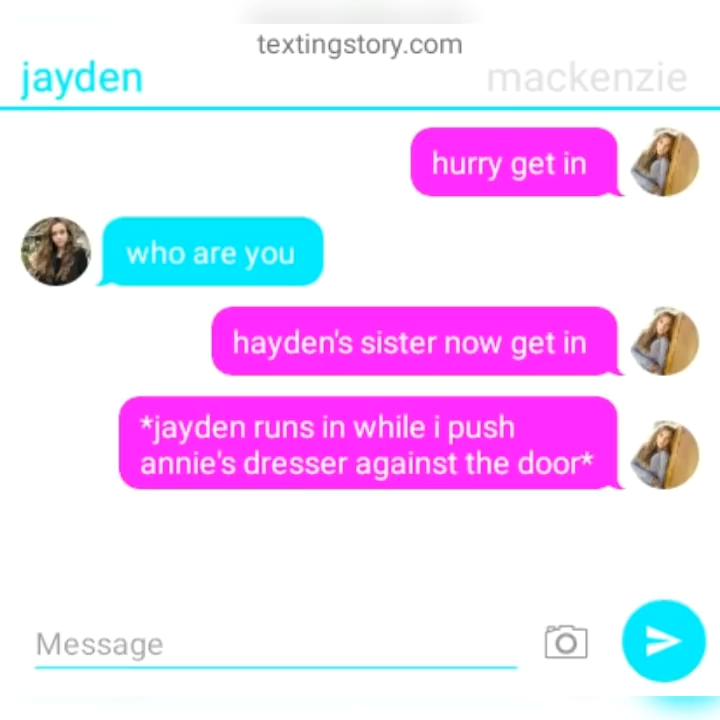 textingstory.com
jayden
mackenzie
hurry get in
who are you
hayden's sister now get in
*jayden runs in while i push
annie's dresser against the door*
Message